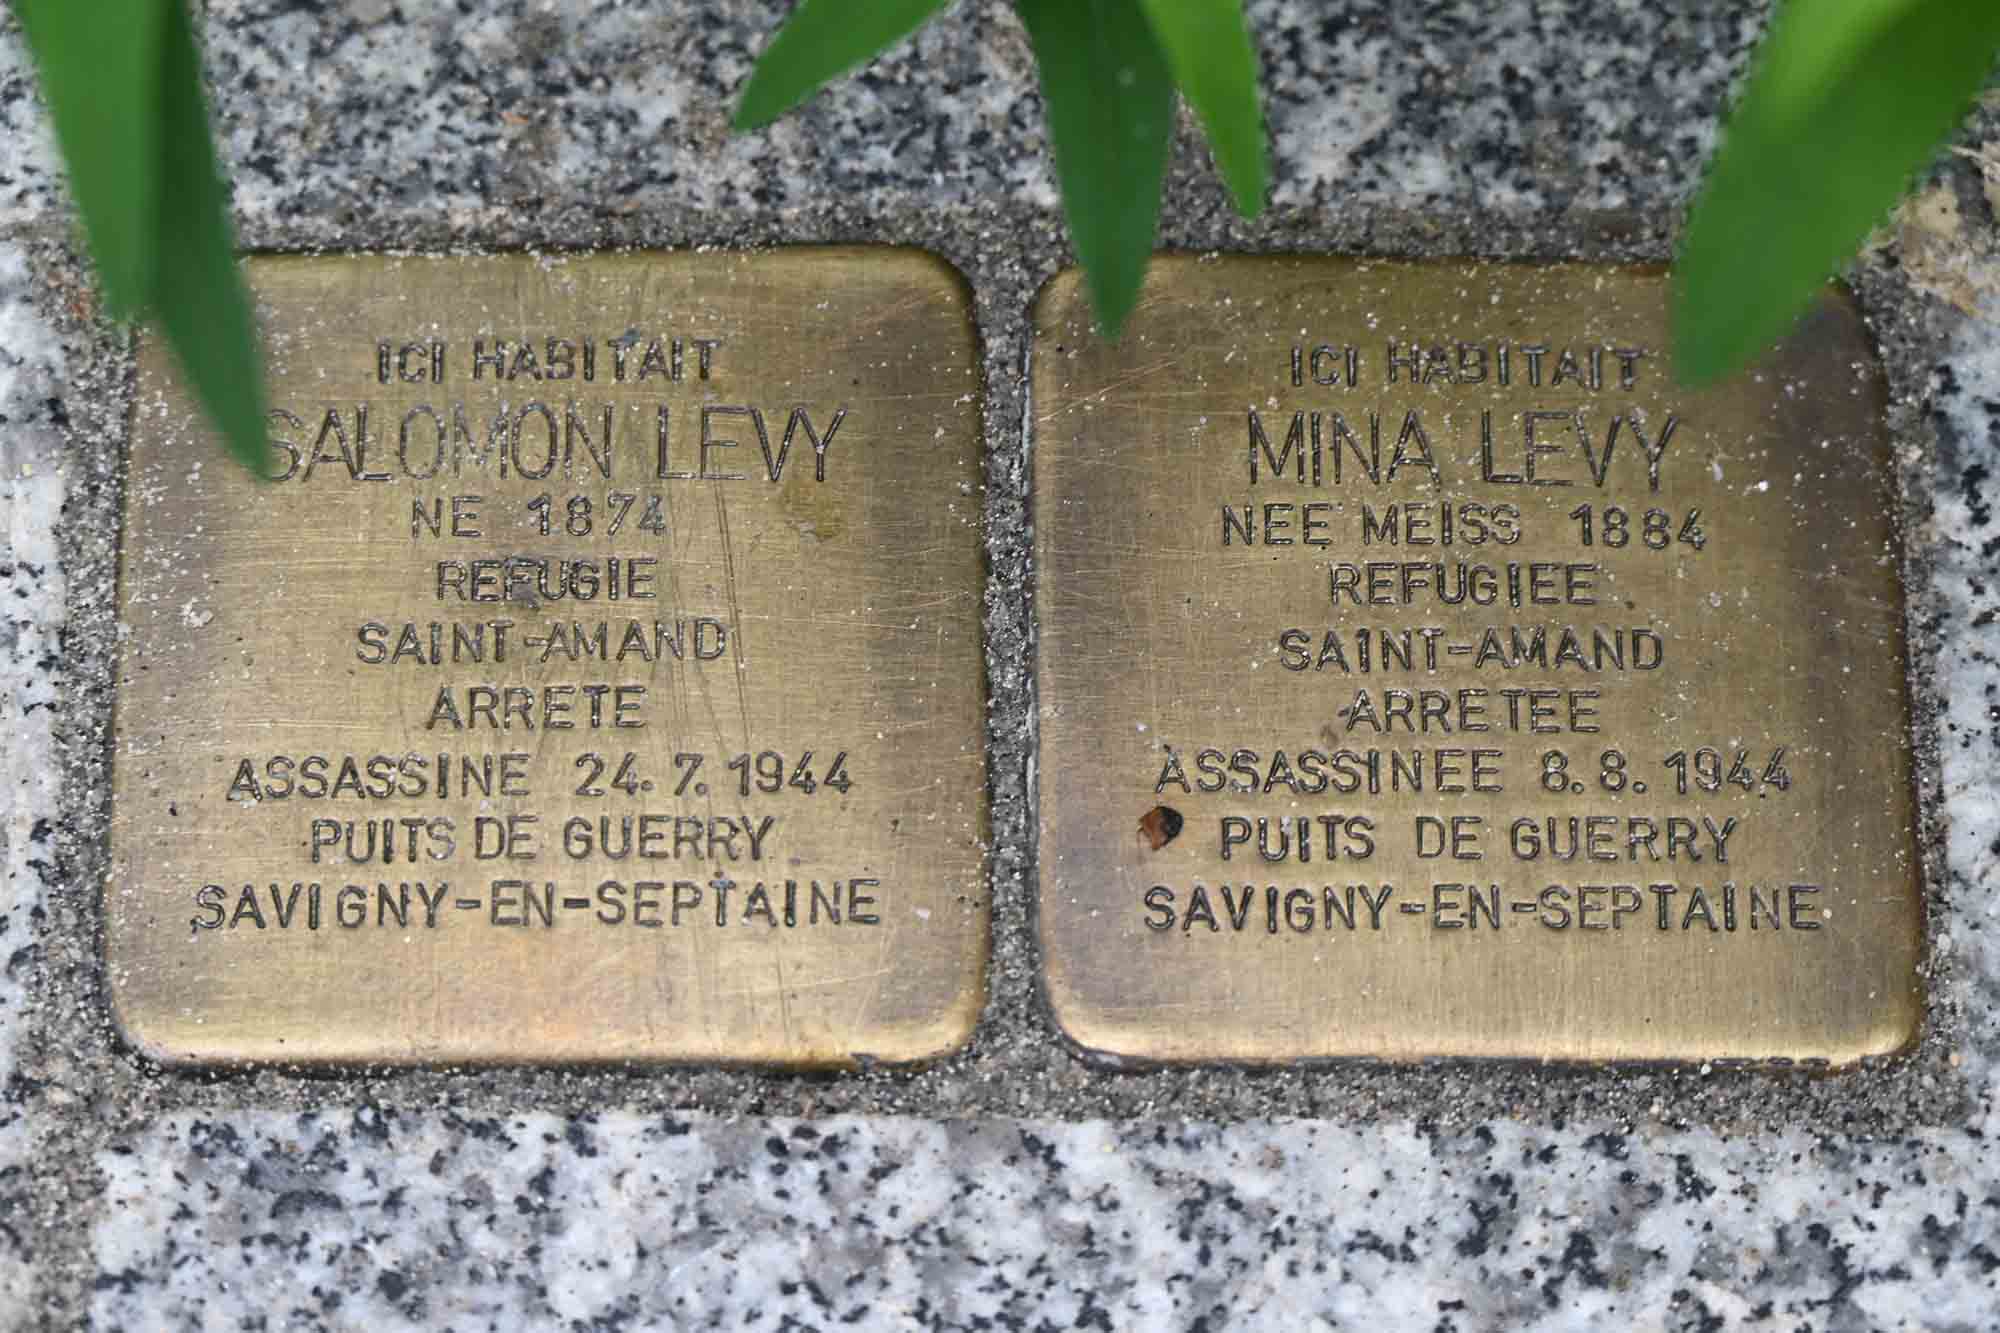 ICI HABITAIT
SALOMON LEVY
NE 1874
REFUGIE
SAINT-AMAND
ARRETE
ASSASSINE 24.7.1944
PUITS DE GUERRY
SAVIGNY-EN-SEPTAINE
ICI HABITAIT
MINA LEVY
NEE MEISS 1884
REFUGIEE
SAINT-AMAND
ARRETEE
ASSASSINEE 8.8.1944
PUITS DE GUERRY
SAVIGNY-EN-SEPTAINE